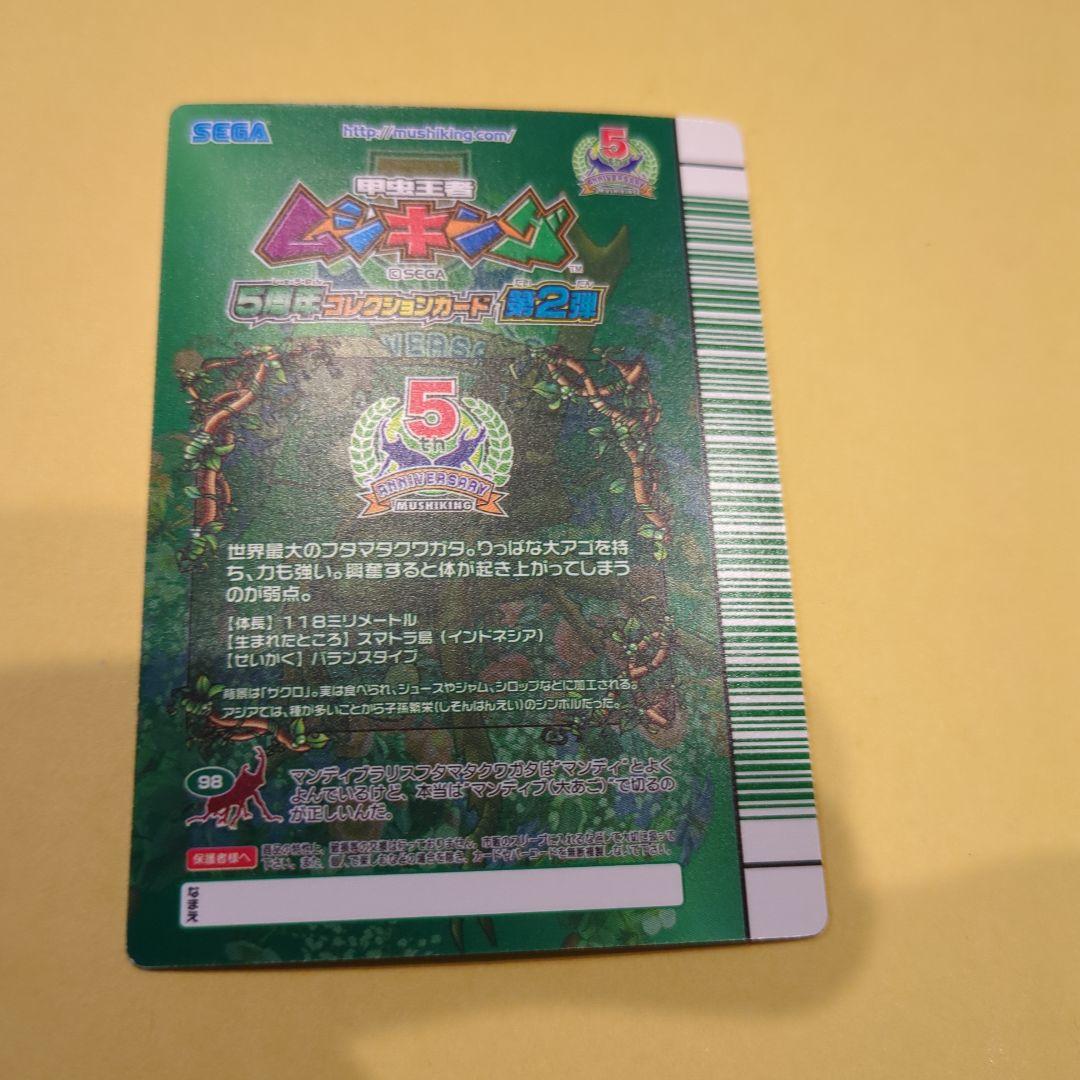 SEGA
http://mushiking.com/
5
ANNIVERSARY
甲虫王者
ムシキング
TM
© SEGA
5周年コレクションカード 第2弾
5
th
ANNIVERSARY
MUSHIKING
世界最大のフタマタクワガタ。りっぱな大アゴを持
ち、力も強い。興奮すると体が起き上がってしまう
のが弱点。
【体長】118ミリメートル
【生まれたところ】スマトラ島（インドネシア）
【せいかく】バランスタイプ
背景は「ザクロ」。実は食べられ、ジュースやジャム、シロップなどに加工される。
アジアでは、種が多いことから子孫繁栄(しそんはんえい)のシンボルだった。
98
マンディブラリスフタマタクワガタは“マンディ”とよく
よんでいるけど、本当は“マンディブ(大あご)”で切るの
が正しいんだ。
保護者様へ
なまえ